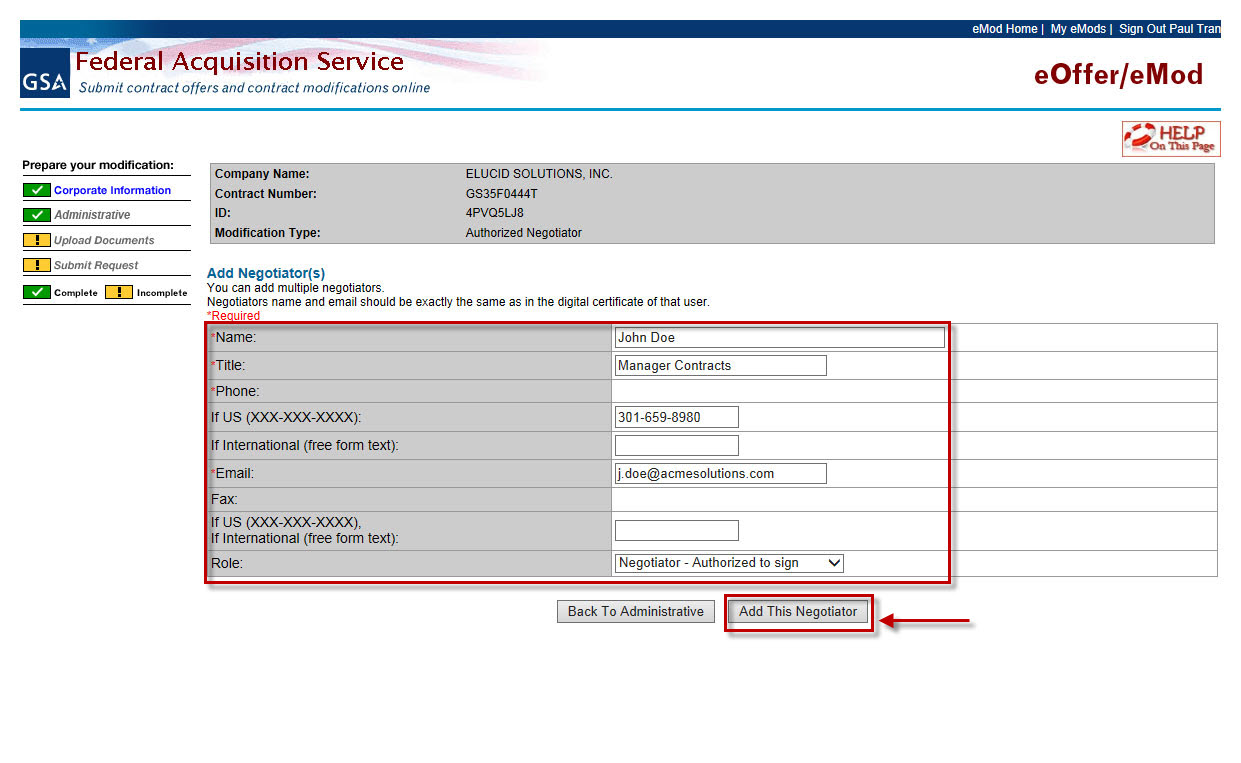 eMod Home | My eMods | Sign Out Paul Tran
GSA
Federal Acquisition Service
Submit contract offers and contract modifications online
eOffer/eMod
HELP
On This Page
Prepare your modification:
Corporate Information
Administrative
! Upload Documents
! Submit Request
Complete ! Incomplete
Company Name: ELUCID SOLUTIONS, INC.
Contract Number: GS35F0444T
ID: 4PVQ5LJ8
Modification Type: Authorized Negotiator
Add Negotiator(s)
You can add multiple negotiators.
Negotiators name and email should be exactly the same as in the digital certificate of that user.
*Required
*Name: John Doe
*Title: Manager Contracts
*Phone:
If US (XXX-XXX-XXXX): 301-659-8980
If International (free form text):
*Email: j.doe@acmesolutions.com
Fax:
If US (XXX-XXX-XXXX),
If International (free form text):
Role: Negotiator - Authorized to sign
Back To Administrative Add This Negotiator